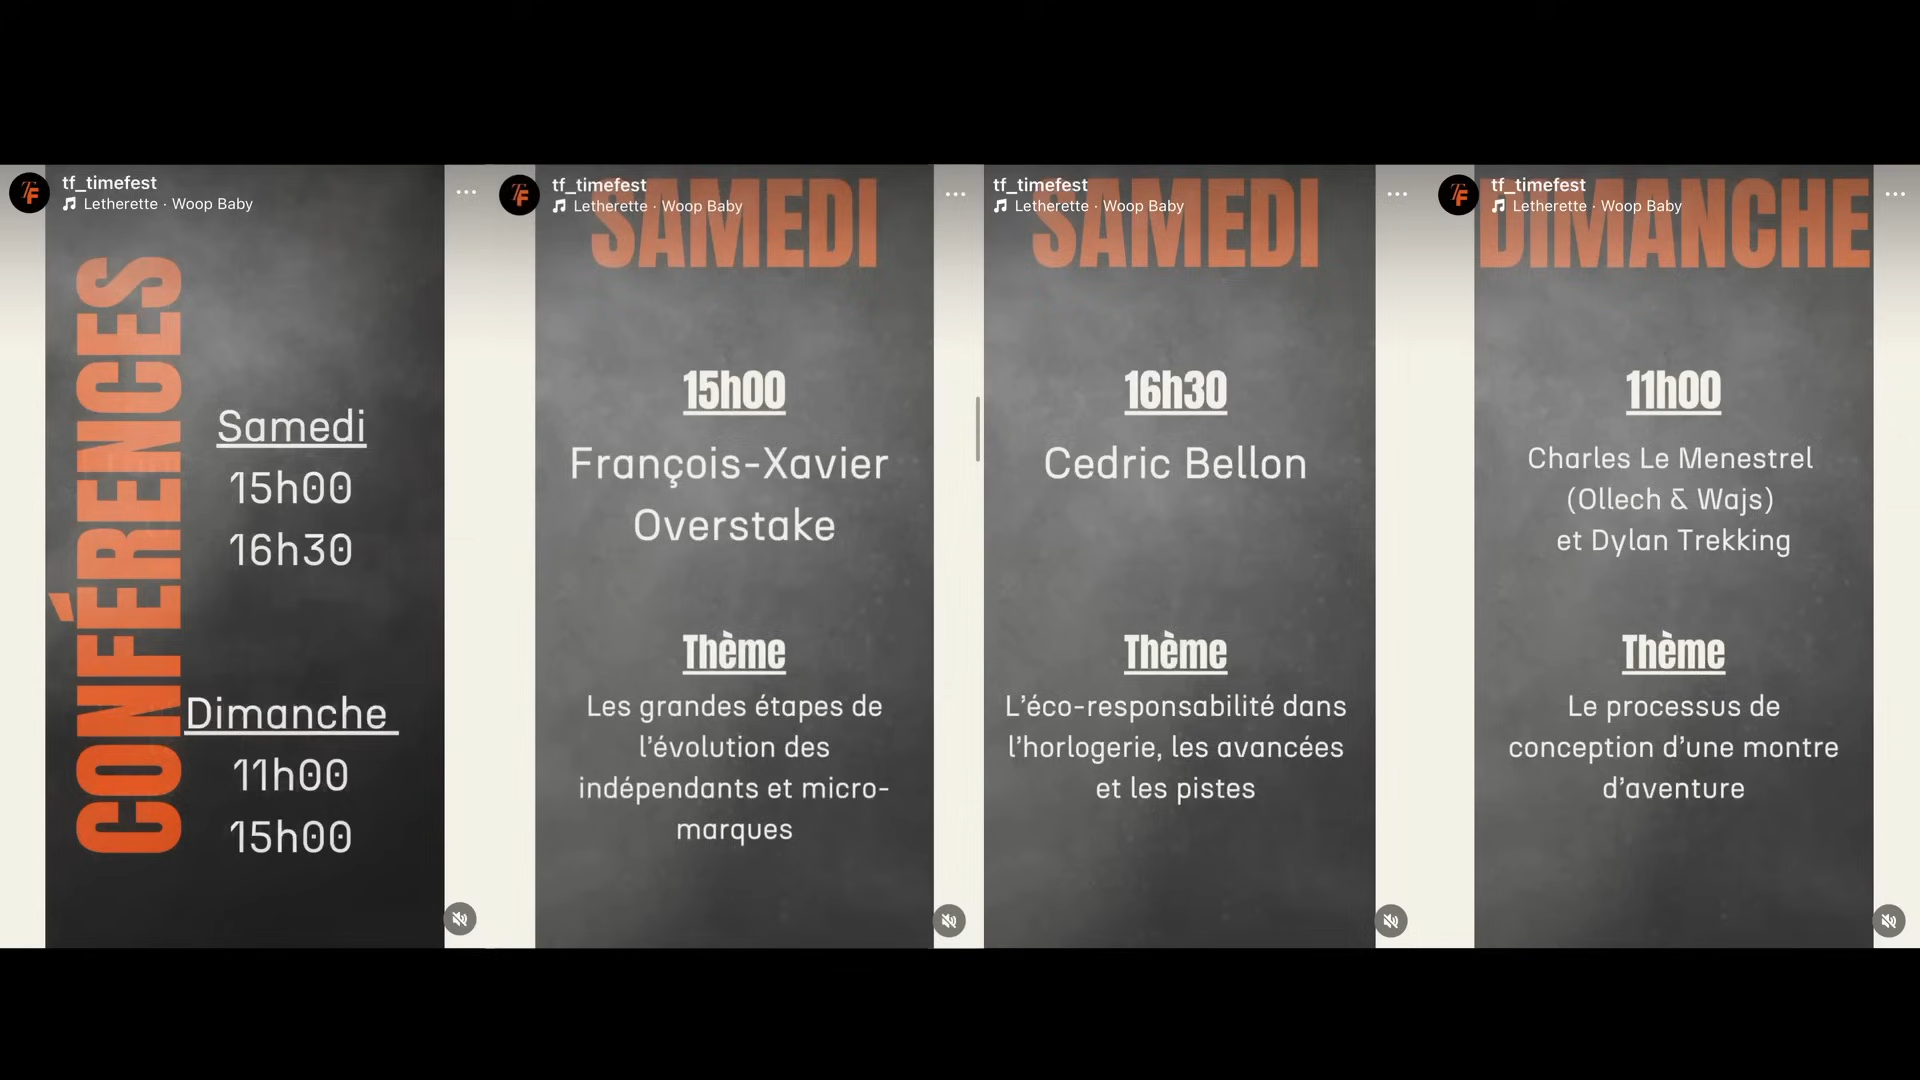 tf_timefest
Letherette · Woop Baby
CONFÉRENCES
Samedi
15h00
16h30
Dimanche
11h00
15h00
TF
tf_timefest
Letherette · Woop Baby
SAMEDI
15h00
François-Xavier
Overstake
Thème
Les grandes étapes de
l'évolution des
indépendants et micro-
marques
tf_timefest
Letherette · Woop Baby
SAMEDI
16h30
Cedric Bellon
Thème
L'éco-responsabilité dans
l'horlogerie, les avancées
et les pistes
TF
tf_timefest
Letherette · Woop Baby
DIMANCHE
11h00
Charles Le Menestrel
(Ollech & Wajs)
et Dylan Trekking
Thème
Le processus de
conception d'une montre
d'aventure